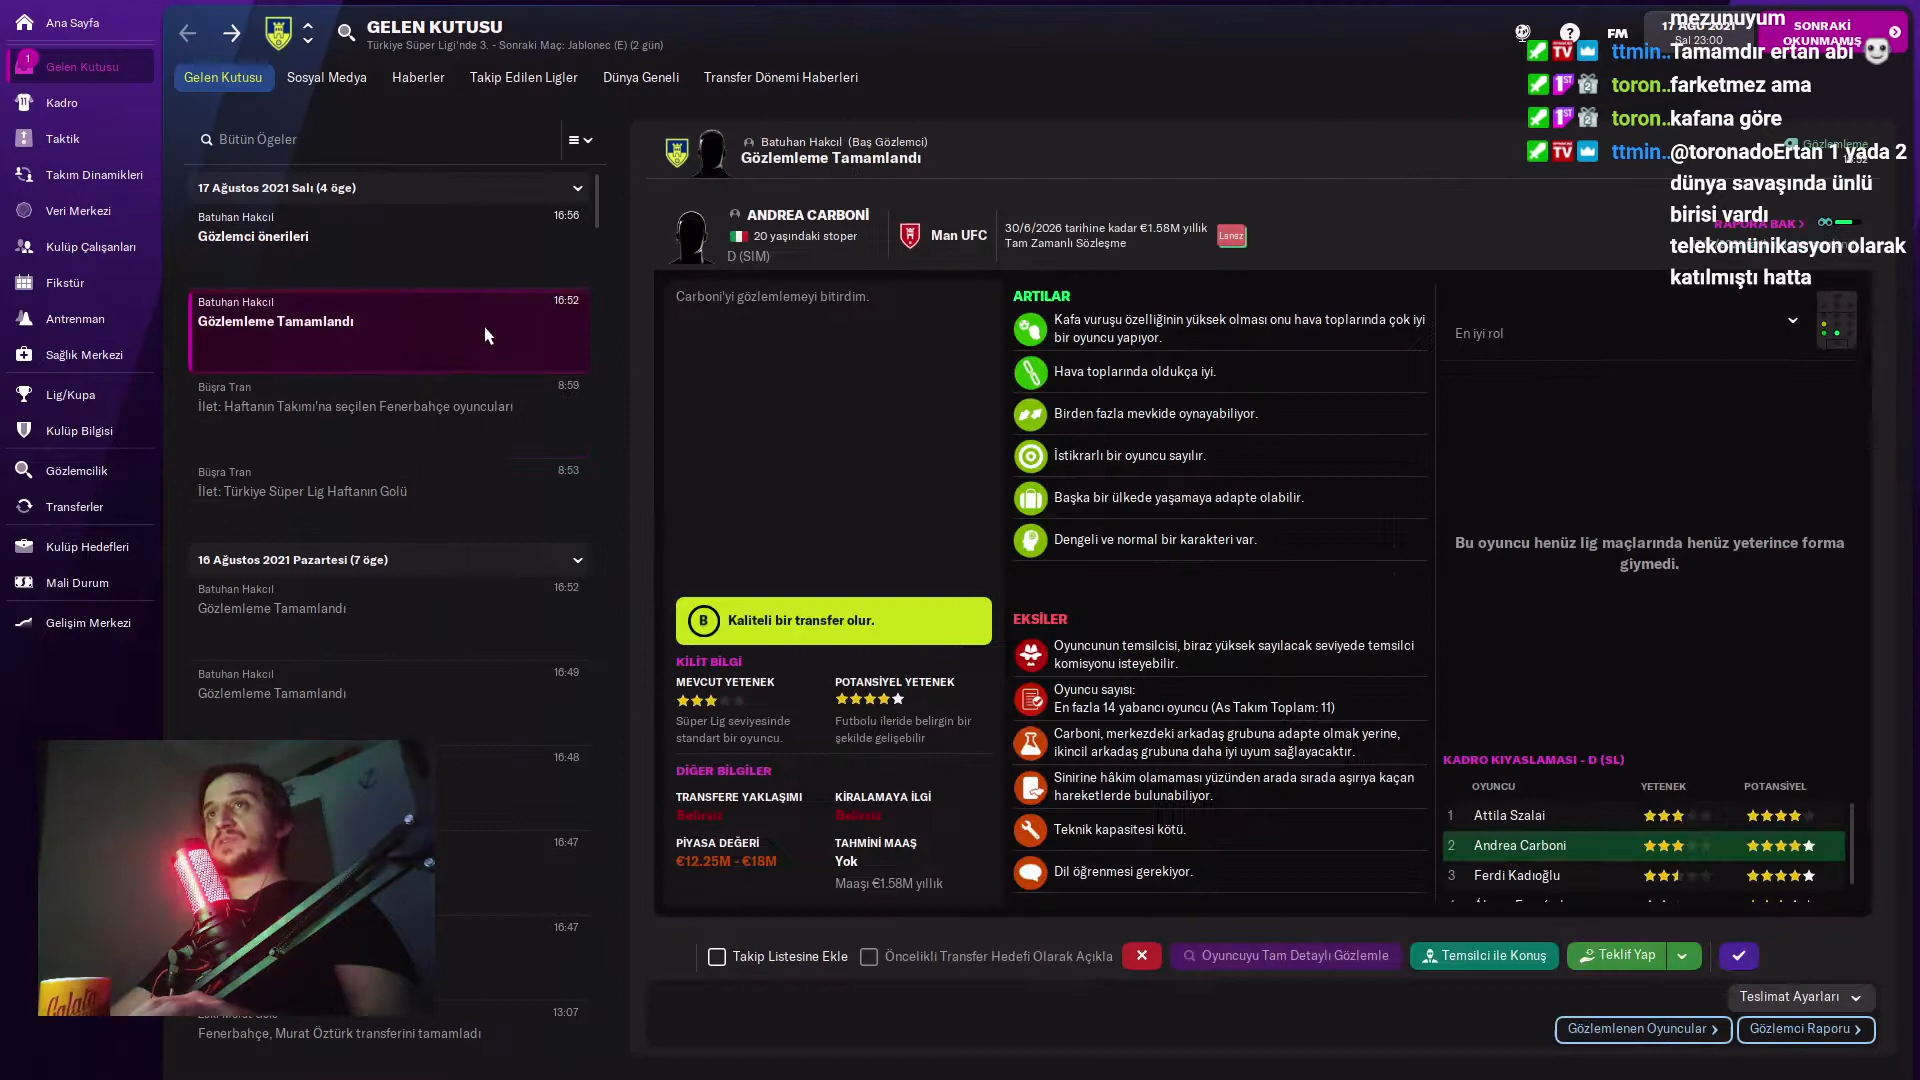 Ana Sayfa
1
Gelen Kutusu
Kadro
Taktik
Takım Dinamikleri
Veri Merkezi
Kulüp Çalışanları
Fikstür
Antrenman
Sağlık Merkezi
Lig/Kupa
Kulüp Bilgisi
Gözlemcilik
Transferler
Kulüp Hedefleri
Mali Durum
Gelişim Merkezi
GELEN KUTUSU
Türkiye Süper Ligi'nde 3. - Sonraki Maç: Jablonec (E) (2 gün)
Gelen Kutusu
Sosyal Medya
Haberler
Takip Edilen Ligler
Dünya Geneli
Transfer Dönemi Haberleri
FM
17 AĞU 2021
Sal 23:00
SONRAKİ
OKUNMAMIŞ
mezunuyum
ttmin.. Tamamdır ertan abi
toron.. farketmez ama
toron.. kafana göre
ttmin.. @toronadoErtan 1 yada 2
dünya savaşında ünlü
birisi vardı
telekomünikasyon olarak
katılmıştı hatta
Bütün Ögeler
17 Ağustos 2021 Salı (4 öge)
Batuhan Hakcıl 16:56
Gözlemci önerileri
Batuhan Hakcıl 16:52
Gözlemleme Tamamlandı
Büşra Tran 8:59
İlet: Haftanın Takımı'na seçilen Fenerbahçe oyuncuları
Büşra Tran 8:53
İlet: Türkiye Süper Lig Haftanın Golü
16 Ağustos 2021 Pazartesi (7 öge)
Batuhan Hakcıl 16:52
Gözlemleme Tamamlandı
Batuhan Hakcıl 16:49
Gözlemleme Tamamlandı
16:48
16:47
16:47
13:07
Fenerbahçe, Murat Öztürk transferini tamamladı
Batuhan Hakcıl (Baş Gözlemci)
Gözlemleme Tamamlandı
Gözlemleme
16:52
ANDREA CARBONİ
20 yaşındaki stoper
D (SİM)
Man UFC
30/6/2026 tarihine kadar €1.58M yıllık
Tam Zamanlı Sözleşme
Lsnsz
RAPORA BAK >
Carboni'yi gözlemlemeyi bitirdim.
B Kaliteli bir transfer olur.
KİLİT BİLGİ
MEVCUT YETENEK
POTANSİYEL YETENEK
Süper Lig seviyesinde
standart bir oyuncu.
Futbolu ileride belirgin bir
şekilde gelişebilir
DİĞER BİLGİLER
TRANSFERE YAKLAŞIMI
KİRALAMAYA İLGİ
Belirsiz
Belirsiz
PİYASA DEĞERİ
TAHMİNİ MAAŞ
€12.25M - €18M
Yok
Maaşı €1.58M yıllık
ARTILAR
Kafa vuruşu özelliğinin yüksek olması onu hava toplarında çok iyi
bir oyuncu yapıyor.
Hava toplarında oldukça iyi.
Birden fazla mevkide oynayabiliyor.
İstikrarlı bir oyuncu sayılır.
Başka bir ülkede yaşamaya adapte olabilir.
Dengeli ve normal bir karakteri var.
EKSİLER
Oyuncunun temsilcisi, biraz yüksek sayılacak seviyede temsilci
komisyonu isteyebilir.
Oyuncu sayısı:
En fazla 14 yabancı oyuncu (As Takım Toplam: 11)
Carboni, merkezdeki arkadaş grubuna adapte olmak yerine,
ikincil arkadaş grubuna daha iyi uyum sağlayacaktır.
Sinirine hâkim olamaması yüzünden arada sırada aşırıya kaçan
hareketlerde bulunabiliyor.
Teknik kapasitesi kötü.
Dil öğrenmesi gerekiyor.
En iyi rol
Bu oyuncu henüz lig maçlarında henüz yeterince forma
giymedi.
KADRO KIYASLAMASI - D (SL)
OYUNCU YETENEK POTANSİYEL
1 Attila Szalai
2 Andrea Carboni
3 Ferdi Kadıoğlu
Takip Listesine Ekle
Öncelikli Transfer Hedefi Olarak Açıkla
Oyuncuyu Tam Detaylı Gözlemle
Temsilci ile Konuş
Teklif Yap
Teslimat Ayarları
Gözlemlenen Oyuncular >
Gözlemci Raporu >